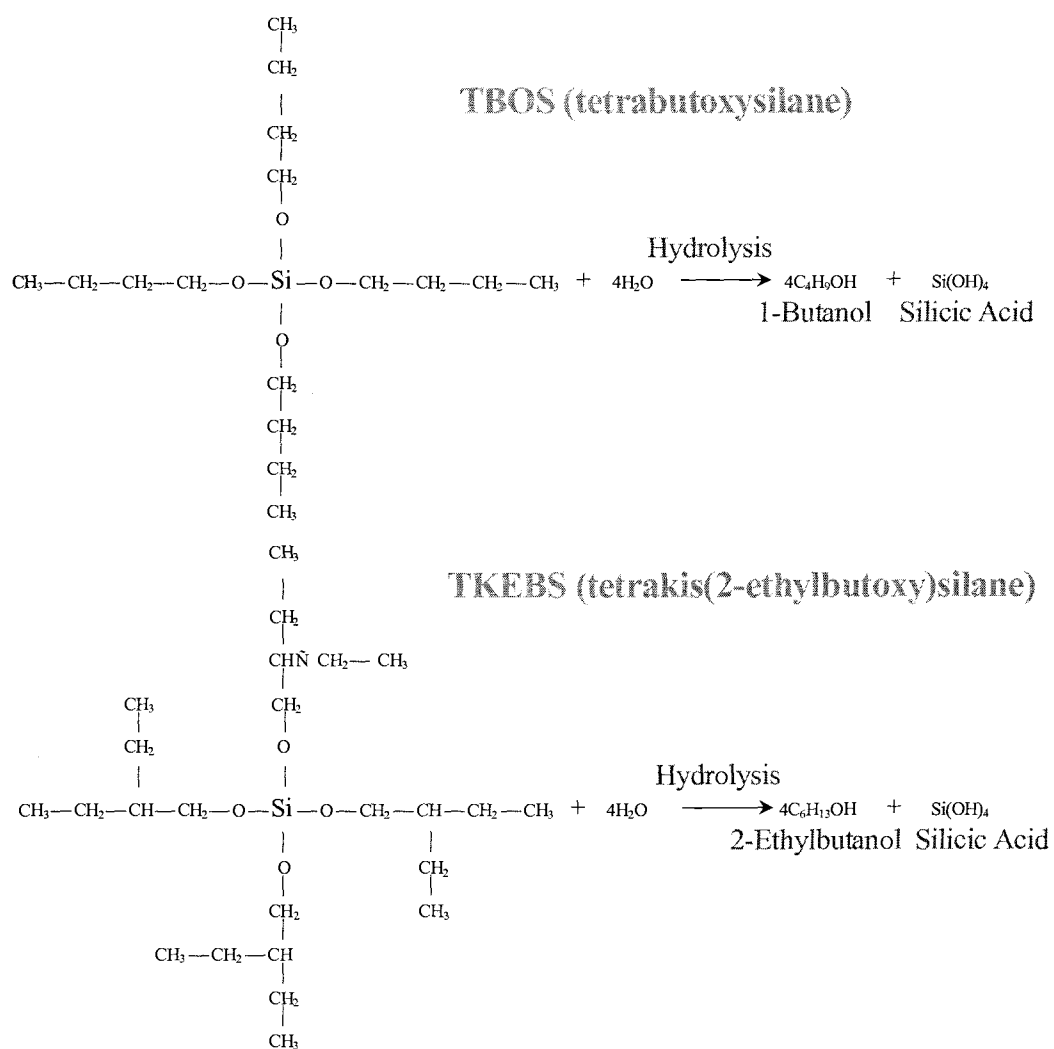 CH₃
CH₂
TBOS (tetrabutoxysilane)
CH₂
CH₂
O
Hydrolysis
CH₃—CH₂—CH₂—CH₂—O—Si—O—CH₂—CH₂—CH₂—CH₃ + 4H₂O → 4C₄H₉OH + Si(OH)₄
1-Butanol Silicic Acid
O
CH₂
CH₂
CH₂
CH₃
CH₃
TKEBS (tetrakis(2-ethylbutoxy)silane)
CH₂
CHÑ CH₂— CH₃
CH₃ CH₂
CH₂ O
Hydrolysis
CH₃—CH₂—CH—CH₂—O—Si—O—CH₂—CH—CH₂—CH₃ + 4H₂O → 4C₆H₁₃OH + Si(OH)₄
2-Ethylbutanol Silicic Acid
O CH₂
CH₂ CH₃
CH₃—CH₂—CH
CH₂
CH₃